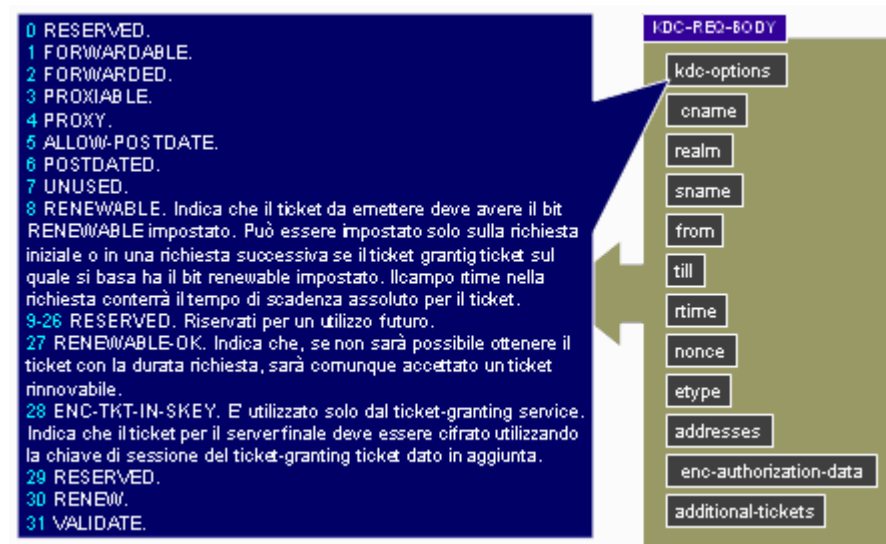 0 RESERVED.
1 FORWARDABLE.
2 FORWARDED.
3 PROXIABLE.
4 PROXY.
5 ALLOW-POSTDATE.
6 POSTDATED.
7 UNUSED.
8 RENEWABLE. Indica che il ticket da emettere deve avere il bit
RENEWABLE impostato. Può essere impostato solo sulla richiesta
iniziale o in una richiesta successiva se il ticket grantig ticket sul
quale si basa ha il bit renewable impostato. Ilcampo rtime nella
richiesta conterrà il tempo di scadenza assoluto per il ticket.
9-26 RESERVED. Riservati per un utilizzo futuro.
27 RENEWABLE-OK. Indica che, se non sarà possibile ottenere il
ticket con la durata richiesta, sarà comunque accettato un ticket
rinnovabile.
28 ENC-TKT-IN-SKEY. E' utilizzato solo dal ticket-granting service.
Indica che il ticket per il server finale deve essere cifrato utilizzando
la chiave di sessione del ticket-granting ticket dato in aggiunta.
29 RESERVED.
30 RENEW.
31 VALIDATE.
KDC-REQ-BODY
kdc-options
cname
realm
sname
from
till
rtime
nonce
etype
addresses
enc-authorization-data
additional-tickets